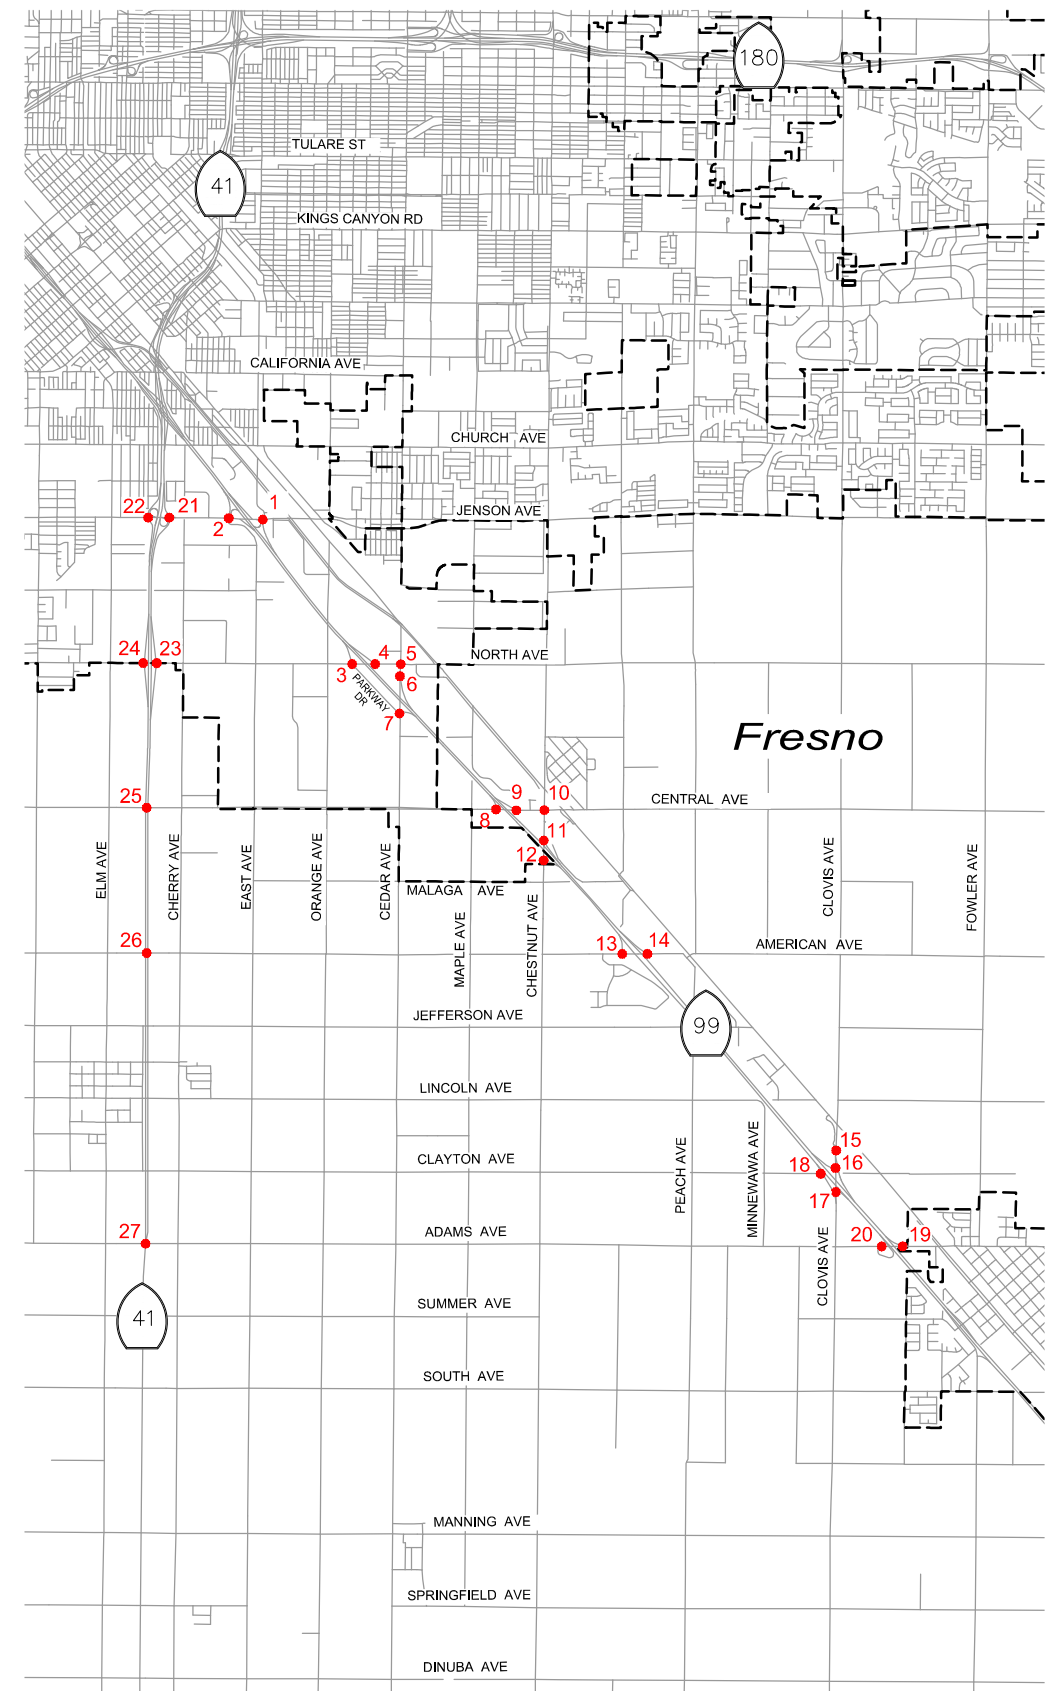 180
TULARE ST
41
KINGS CANYON RD
CALIFORNIA AVE
CHURCH AVE
22
21
2
1
JENSON AVE
24
23
3
4
5
NORTH AVE
6
PARKWAY DR
7
Fresno
25
8
9
10
CENTRAL AVE
11
12
ELM AVE
CHERRY AVE
EAST AVE
ORANGE AVE
CEDAR AVE
MALAGA AVE
MAPLE AVE
CHESTNUT AVE
CLOVIS AVE
FOWLER AVE
26
13
14
AMERICAN AVE
JEFFERSON AVE
99
LINCOLN AVE
15
CLAYTON AVE
PEACH AVE
MINNEWAWA AVE
18
16
17
27
ADAMS AVE
CLOVIS AVE
20
19
41
SUMMER AVE
SOUTH AVE
MANNING AVE
SPRINGFIELD AVE
DINUBA AVE